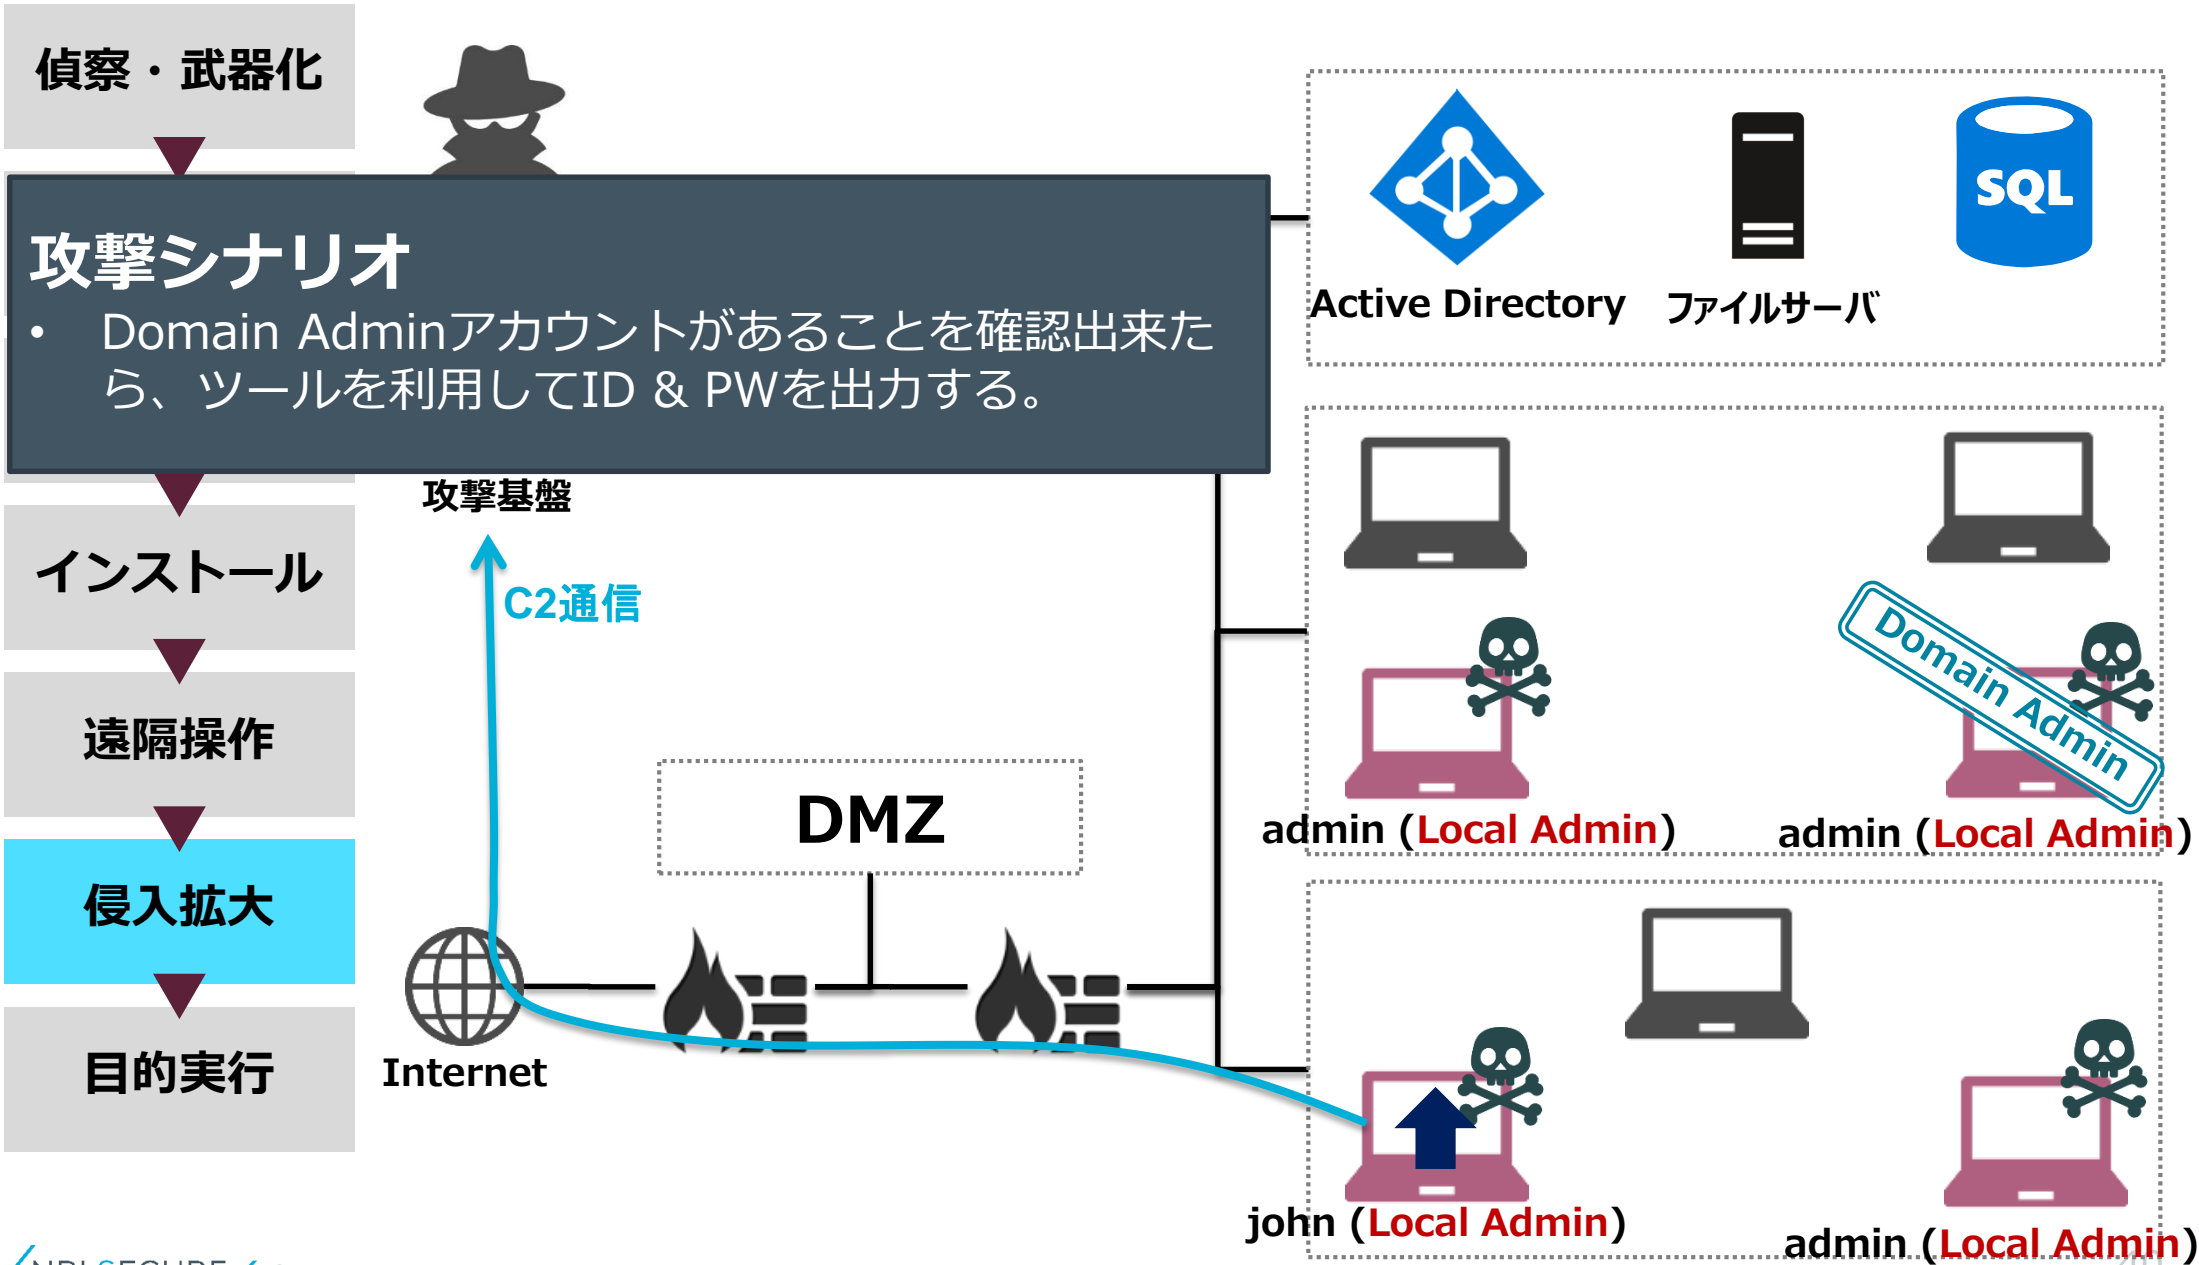 偵察・武器化
攻撃シナリオ
• Domain Adminアカウントがあることを確認出来た
ら、ツールを利用してID & PWを出力する。
攻撃基盤
インストール
C2通信
遠隔操作
侵入拡大
目的実行
Internet
DMZ
Active Directory
ファイルサーバ
SQL
Domain Admin
admin (Local Admin)
admin (Local Admin)
john (Local Admin)
admin (Local Admin)